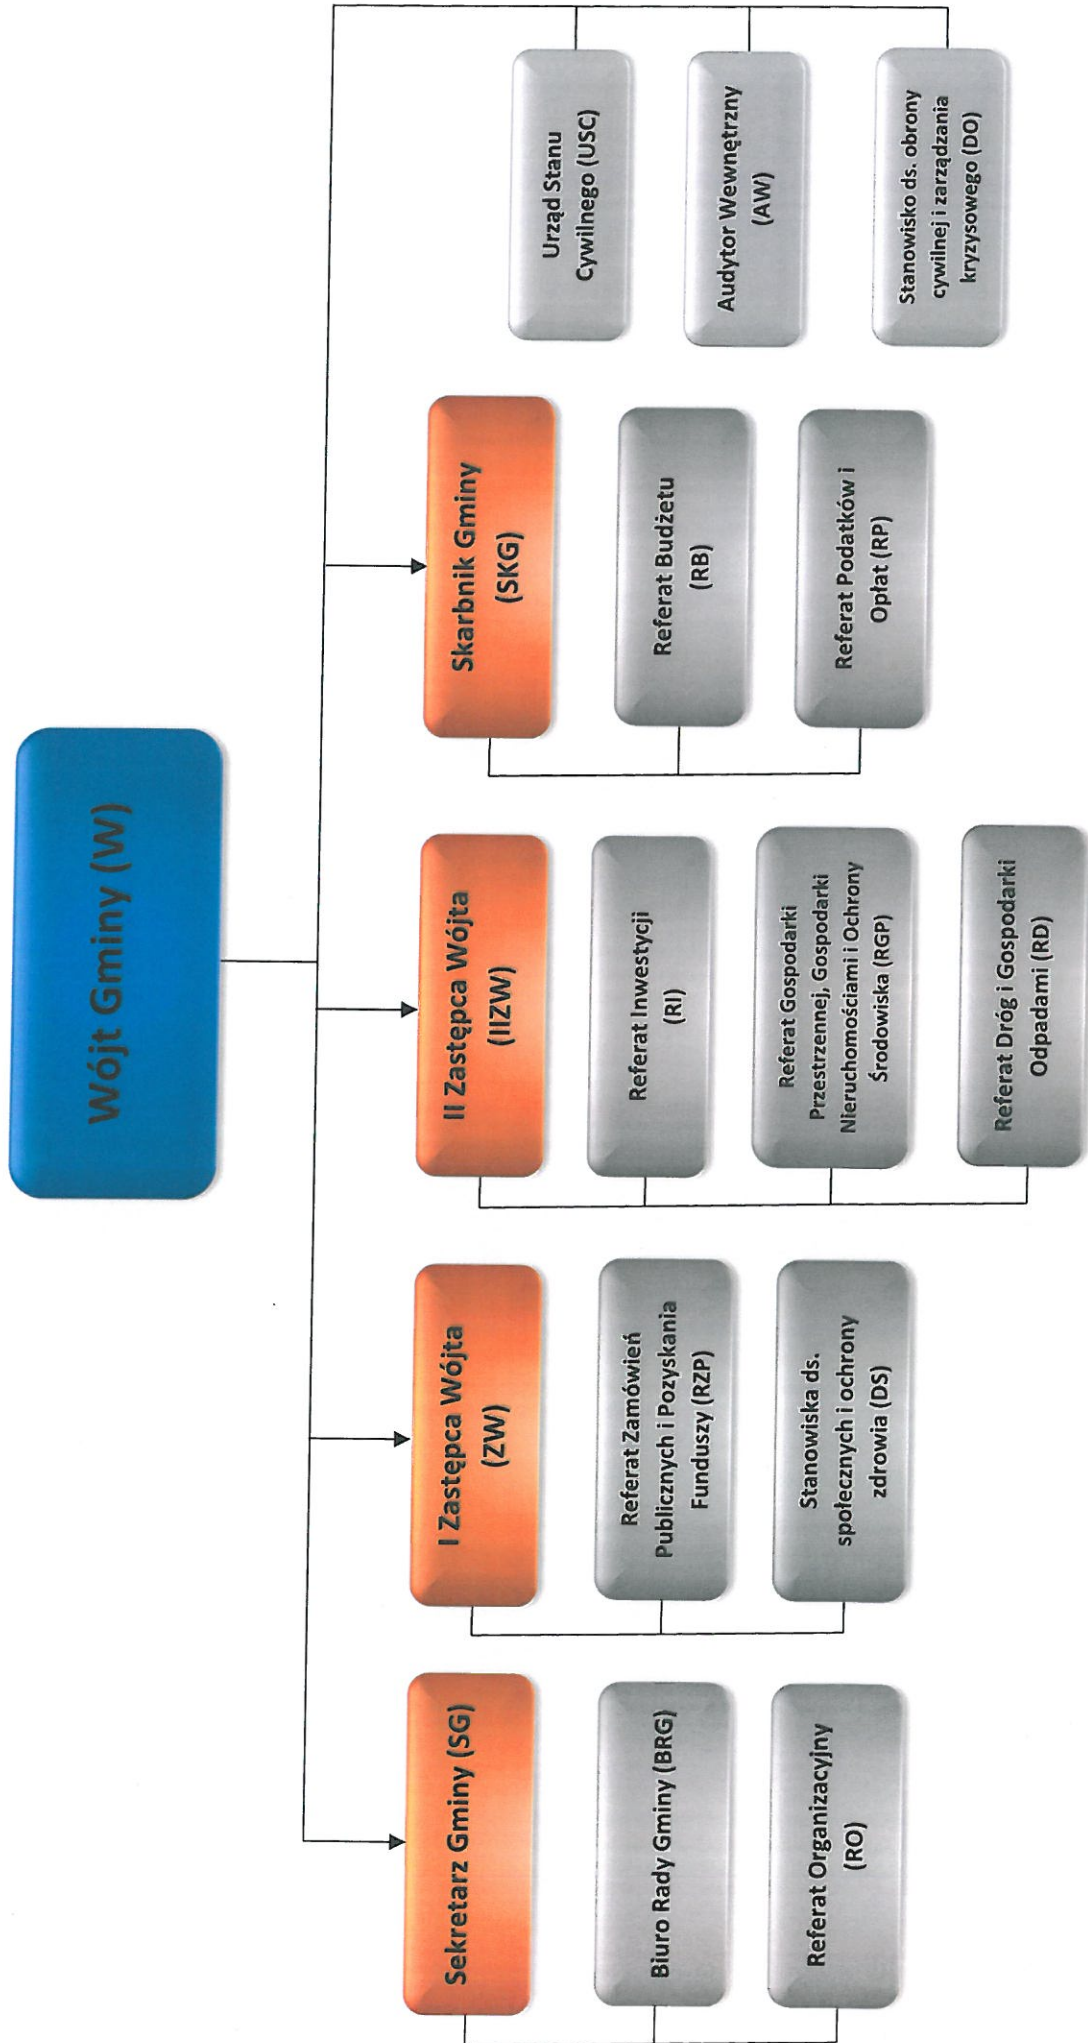 Wójt Gminy (W)
Sekretarz Gminy (SG)
Biuro Rady Gminy (BRG)
Referat Organizacyjny
(RO)
I Zastępca Wójta
(ZW)
Referat Zamówień
Publicznych i Pozyskania
Funduszy (RZP)
Stanowiska ds.
społecznych i ochrony
zdrowia (DS)
II Zastępca Wójta
(IIZW)
Referat Inwestycji
(RI)
Referat Gospodarki
Przestrzennej, Gospodarki
Nieruchomościami i Ochrony
Środowiska (RGP)
Referat Dróg i Gospodarki
Odpadami (RD)
Skarbnik Gminy
(SKG)
Referat Budżetu
(RB)
Referat Podatków i
Opłat (RP)
Urząd Stanu
Cywilnego (USC)
Audytor Wewnętrzny
(AW)
Stanowisko ds. obrony
cywilnej i zarządzania
kryzysowego (DO)